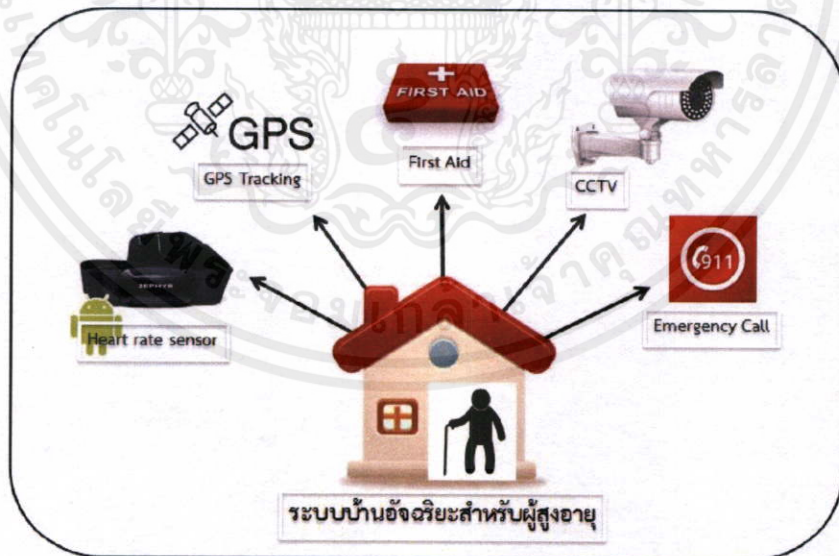 GPS
GPS Tracking
+
FIRST AID
First Aid
CCTV
ZEPHYR
Heart rate sensor
911
Emergency Call
ระบบบ้านอัจฉริยะสำหรับผู้สูงอายุ